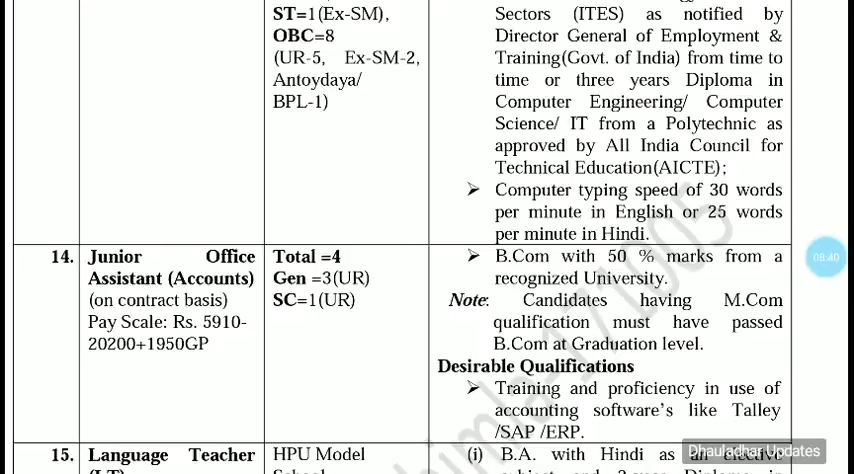 ST=1(Ex-SM),
OBC=8
(UR-5, Ex-SM-2,
Antoydaya/
BPL-1)
Sectors (ITES) as notified by
Director General of Employment &
Training(Govt. of India) from time to
time or three years Diploma in
Computer Engineering/ Computer
Science/ IT from a Polytechnic as
approved by All India Council for
Technical Education(AICTE);
➢ Computer typing speed of 30 words
per minute in English or 25 words
per minute in Hindi.
14.
Junior Office
Assistant (Accounts)
(on contract basis)
Pay Scale: Rs. 5910-
20200+1950GP
Total =4
Gen =3(UR)
SC=1(UR)
➢ B.Com with 50 % marks from a
recognized University.
Note: Candidates having M.Com
qualification must have passed
B.Com at Graduation level.
Desirable Qualifications
➢ Training and proficiency in use of
accounting software's like Talley
/SAP /ERP.
15.
Language Teacher
HPU Model
(i) B.A. with Hindi as an elective
08:40
Dhauladhar Updates